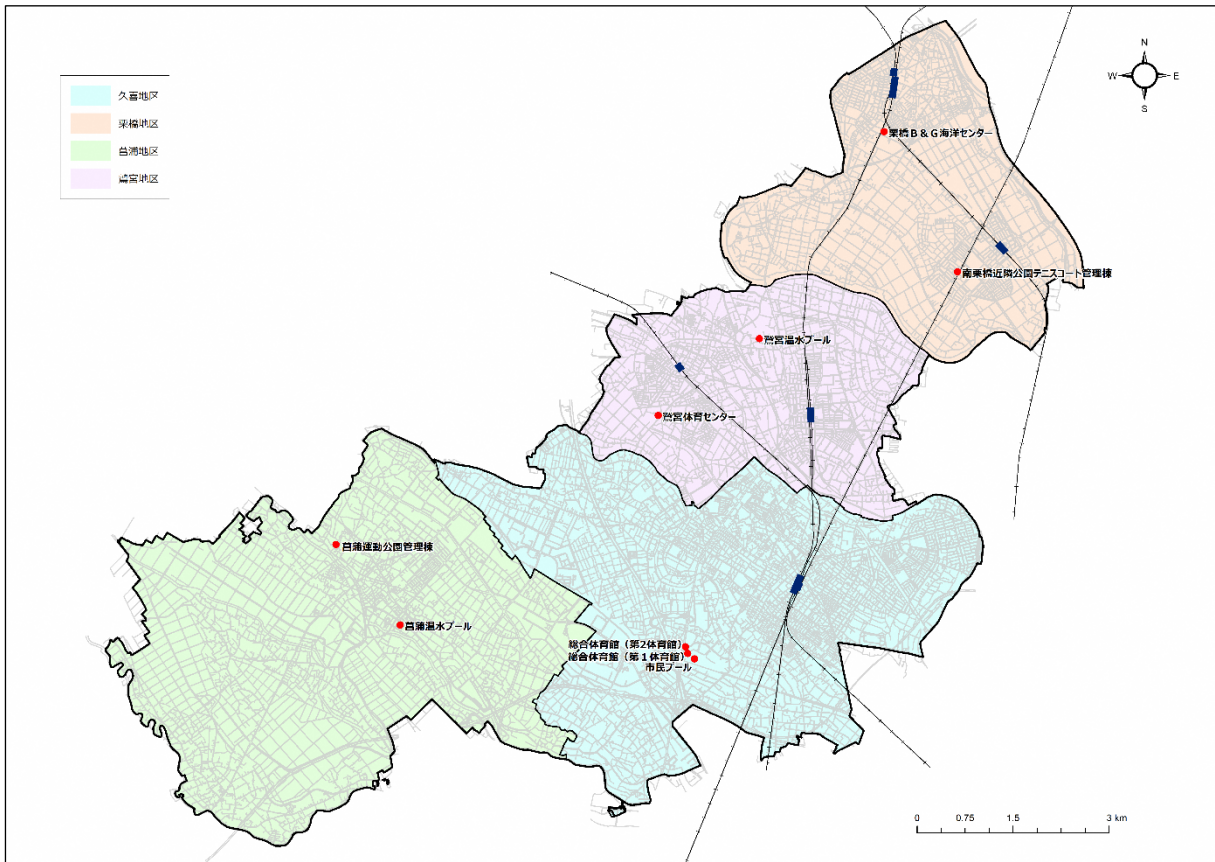 N
W
E
S
久喜地区
栗橋地区
菖蒲地区
鷲宮地区
栗橋B&G海洋センター
南栗橋近隣公園テニスコート管理棟
鷲宮温水プール
鷲宮体育センター
菖蒲運動公園管理棟
菖蒲温水プール
総合体育館(第2体育館)
総合体育館(第1体育館)
市民プール
0 0.75 1.5 3 km